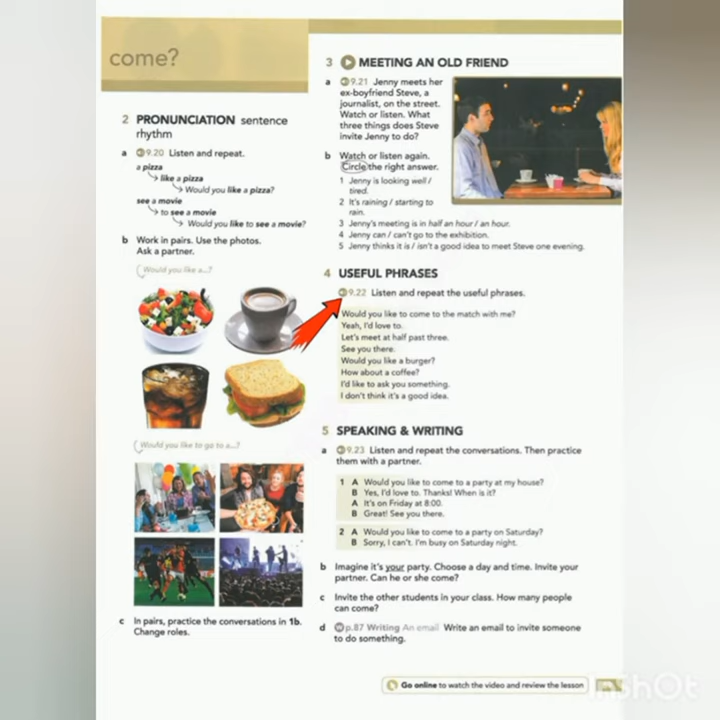 come?
2 PRONUNCIATION sentence
rhythm
a 9.20 Listen and repeat.
a pizza
like a pizza
Would you like a pizza?
see a movie
to see a movie
Would you like to see a movie?
b Work in pairs. Use the photos.
Ask a partner.
Would you like a...?
Would you like to go to a...?
c In pairs, practice the conversations in 1b.
Change roles.
3 MEETING AN OLD FRIEND
a 9.21 Jenny meets her
ex-boyfriend Steve, a
journalist, on the street.
Watch or listen. What
three things does Steve
invite Jenny to do?
b Watch or listen again.
Circle the right answer.
1 Jenny is looking well /
tired.
2 It's raining / starting to
rain.
3 Jenny's meeting is in half an hour / an hour.
4 Jenny can / can't go to the exhibition.
5 Jenny thinks it is / isn't a good idea to meet Steve one evening.
4 USEFUL PHRASES
9.22 Listen and repeat the useful phrases.
Would you like to come to the match with me?
Yeah, I'd love to.
Let's meet at half past three.
See you there.
Would you like a burger?
How about a coffee?
I'd like to ask you something.
I don't think it's a good idea.
5 SPEAKING & WRITING
a 9.23 Listen and repeat the conversations. Then practice
them with a partner.
1 A Would you like to come to a party at my house?
B Yes, I'd love to. Thanks! When is it?
A It's on Friday at 8:00.
B Great! See you there.
2 A Would you like to come to a party on Saturday?
B Sorry, I can't. I'm busy on Saturday night.
b Imagine it's your party. Choose a day and time. Invite your
partner. Can he or she come?
c Invite the other students in your class. How many people
can come?
d W p.87 Writing An email Write an email to invite someone
to do something.
Go online to watch the video and review the lesson
InShOt